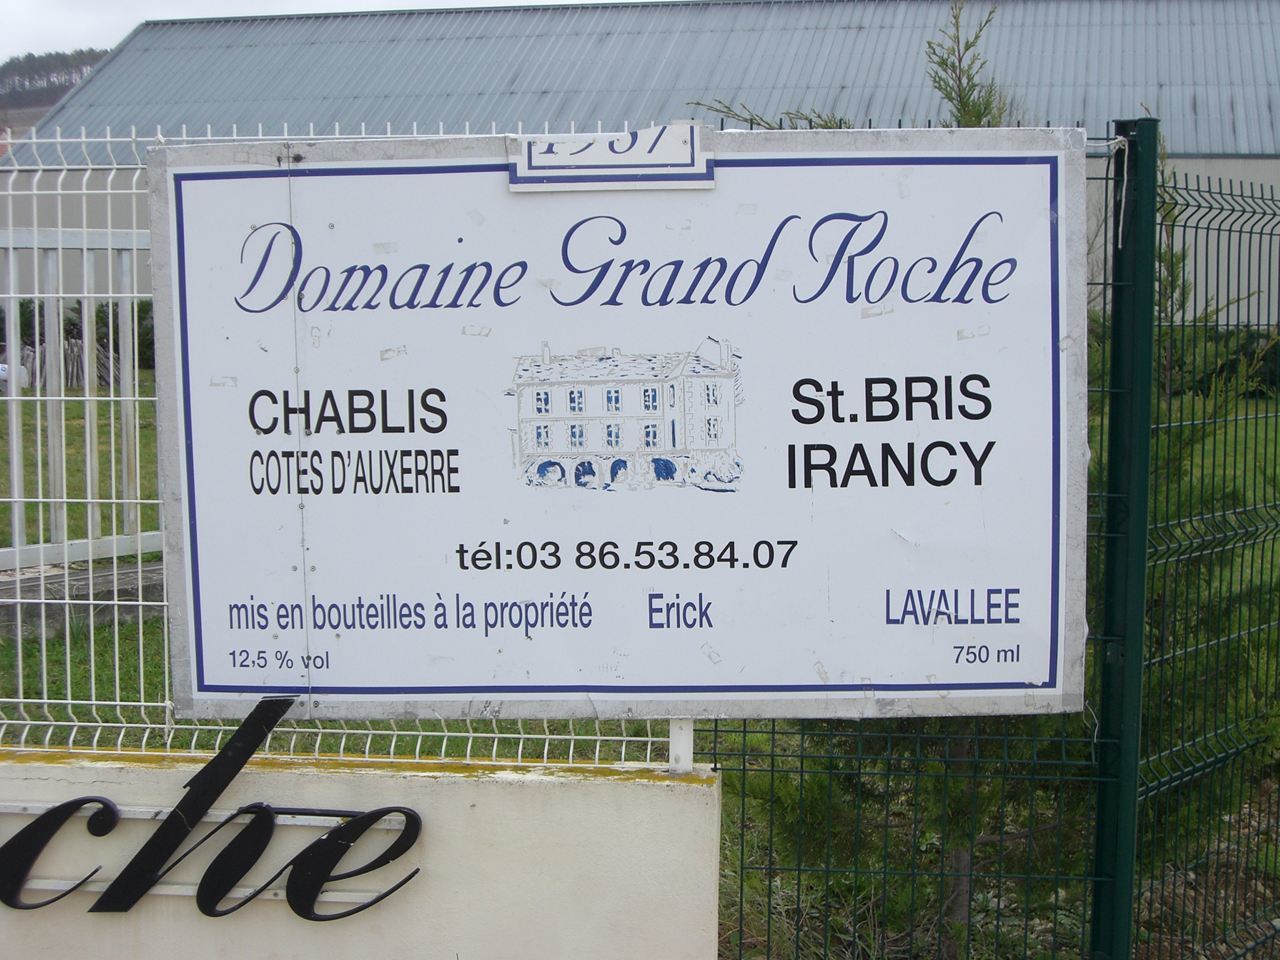 Domaine Grand Roche
CHABLIS
COTES D'AUXERRE
St.BRIS
IRANCY
tél:03 86.53.84.07
mis en bouteilles à la propriété Erick LAVALLEE
12,5 % vol
750 ml
che